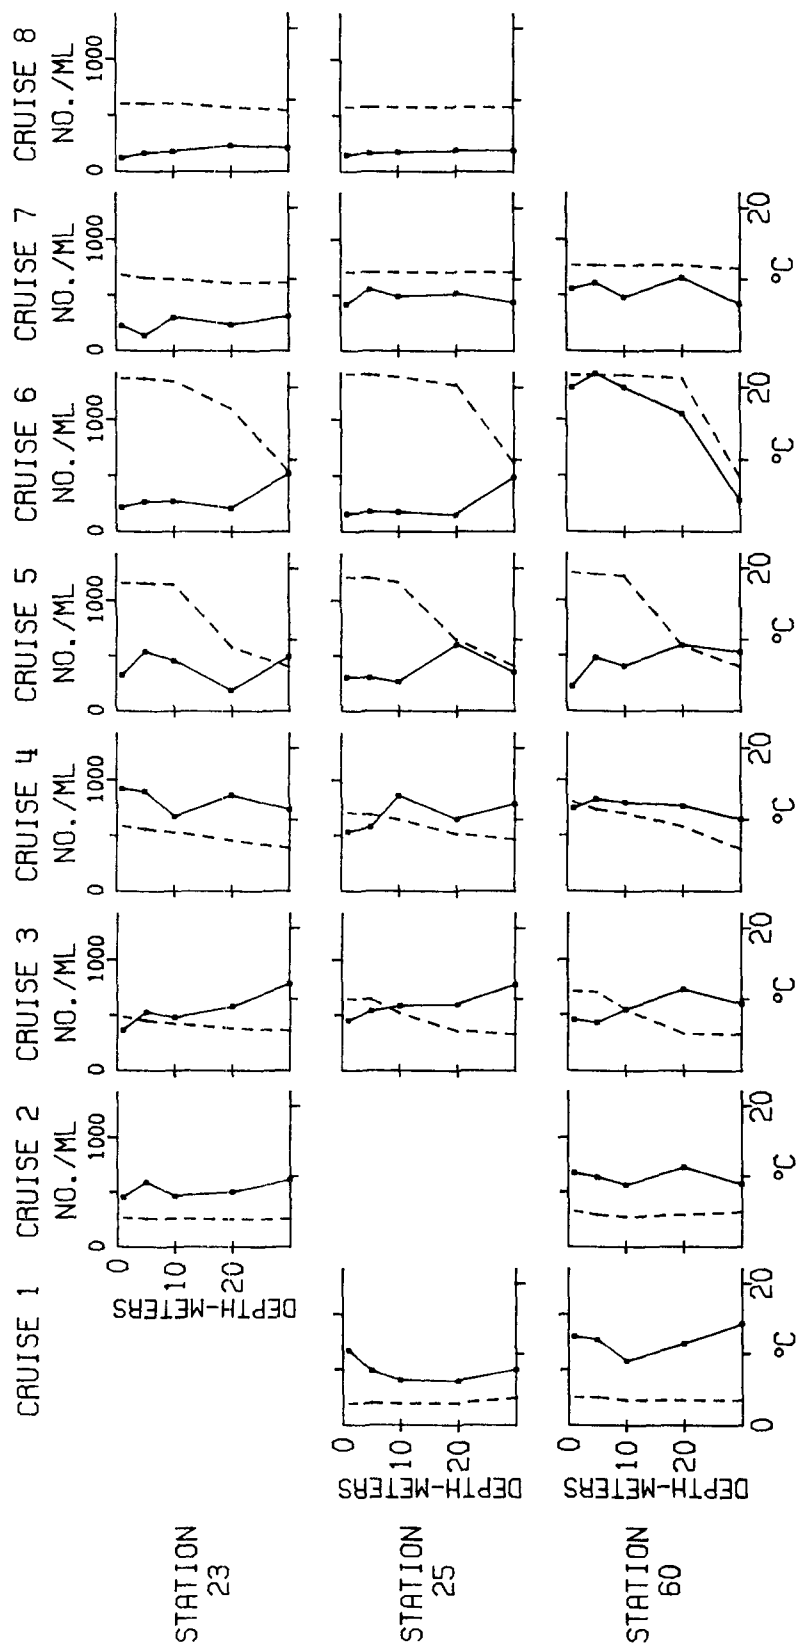 CRUISE 1 CRUISE 2 CRUISE 3 CRUISE 4 CRUISE 5 CRUISE 6 CRUISE 7 CRUISE 8
NO./ML NO./ML NO./ML NO./ML NO./ML NO./ML NO./ML
0 1000 0 1000 0 1000 0 1000 0 1000 0 1000 0 1000
STATION
23
0
10
20
DEPTH-METERS
STATION
25
0
10
20
DEPTH-METERS
STATION
60
0
10
20
DEPTH-METERS
0 20 20 20 20 20 20 20
°C °C °C °C °C °C °C